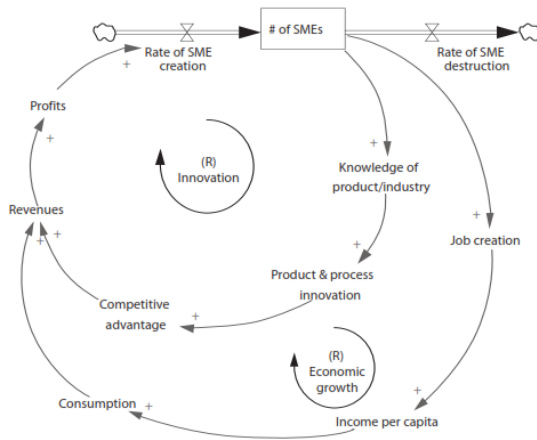 # of SMEs
Rate of SME
creation
+
Rate of SME
destruction
Profits
+
+
(R)
Innovation
Knowledge of
product/industry
Revenues
+
+
+
Job creation
+
Product & process
innovation
+
Competitive
advantage
+
(R)
Economic
growth
+
Consumption
+
Income per capita